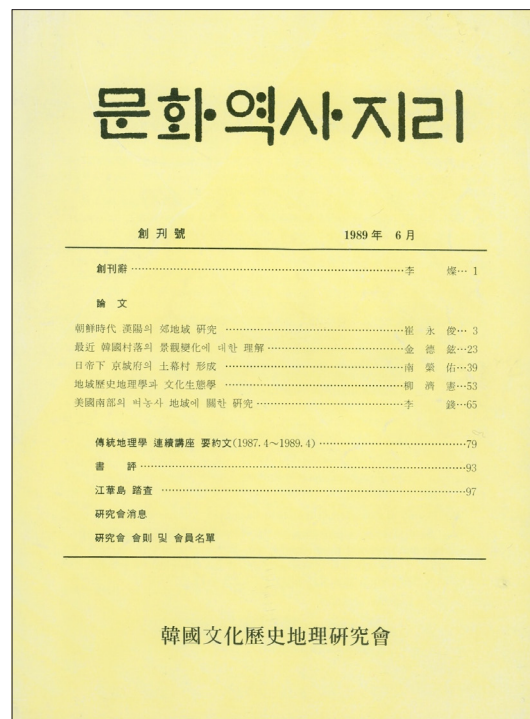 문화·역사·지리
創刊號 1989年 6月
創刊辭 ··· 李 燦··· 1
論 文
朝鮮時代 漢陽의 郊地域 研究 ··· 崔 永 俊··· 3
最近 韓國村落의 景觀變化에 대한 理解 ··· 金 德 鉉···23
日帝下 京城府의 土幕村 形成 ··· 南 榮 佑···39
地域歷史地理學과 文化生態學 ··· 柳 濟 憲···53
美國南部의 벼농사 地域에 關한 研究 ··· 李 錢···65
傳統地理學 連續講座 要約文(1987.4~1989.4) ···79
書 評 ···93
江華島 踏査 ···97
研究會消息
研究會 會則 및 會員名單
韓國文化歷史地理硏究會